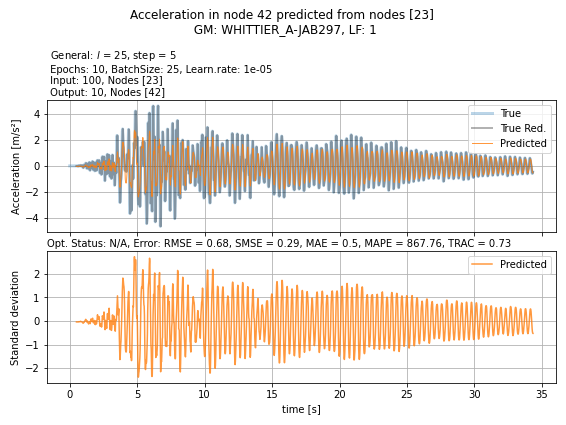 Acceleration in node 42 predicted from nodes [23]
GM: WHITTIER_A-JAB297, LF: 1
General: l = 25, step = 5
Epochs: 10, BatchSize: 25, Learn.rate: 1e-05
Input: 100, Nodes [23]
Output: 10, Nodes [42]
Acceleration [m/s²]
4
2
0
−2
−4
True
True Red.
Predicted
Opt. Status: N/A, Error: RMSE = 0.68, SMSE = 0.29, MAE = 0.5, MAPE = 867.76, TRAC = 0.73
Standard deviation
2
1
0
−1
−2
Predicted
0 5 10 15 20 25 30 35
time [s]